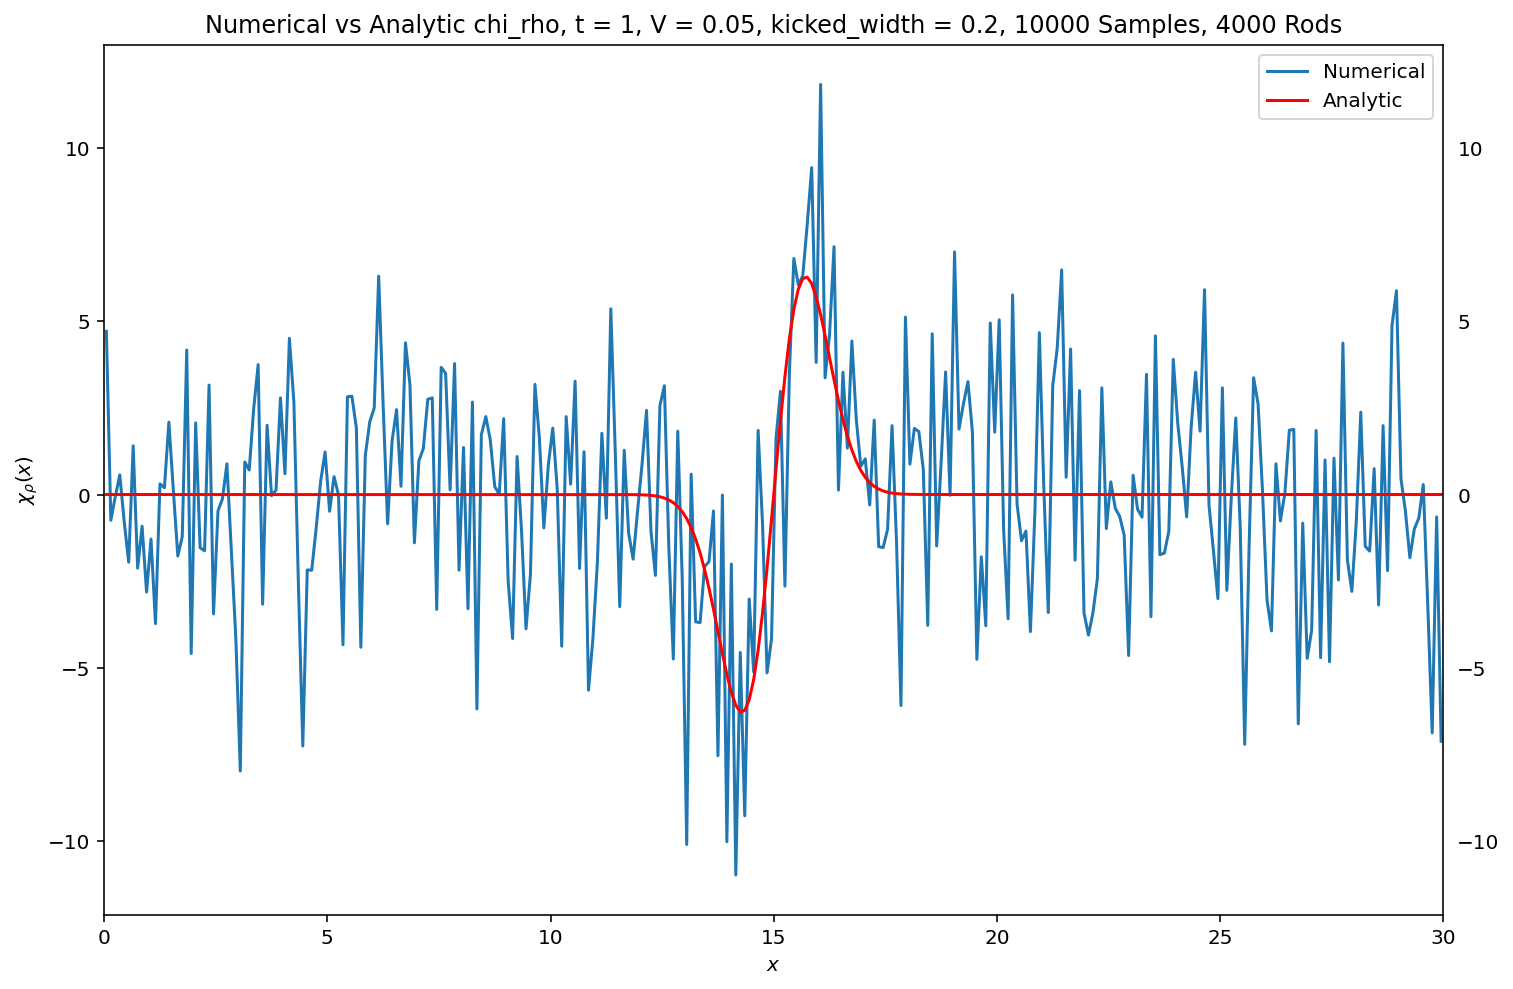 Numerical vs Analytic chi_rho, t = 1, V = 0.05, kicked_width = 0.2, 10000 Samples, 4000 Rods
Numerical
Analytic
10
5
0
−5
−10
χρ(x)
10
5
0
−5
−10
0 5 10 15 20 25 30
x